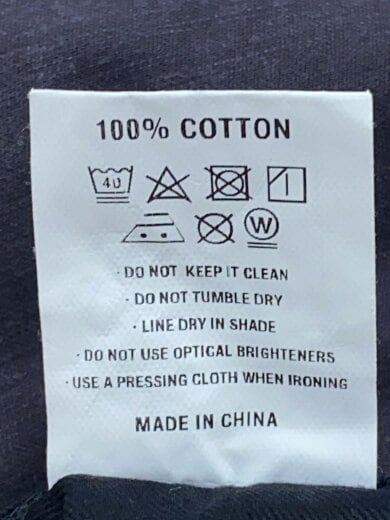 100% COTTON
40
W
· DO NOT KEEP IT CLEAN
· DO NOT TUMBLE DRY
· LINE DRY IN SHADE
· DO NOT USE OPTICAL BRIGHTENERS
· USE A PRESSING CLOTH WHEN IRONING
MADE IN CHINA